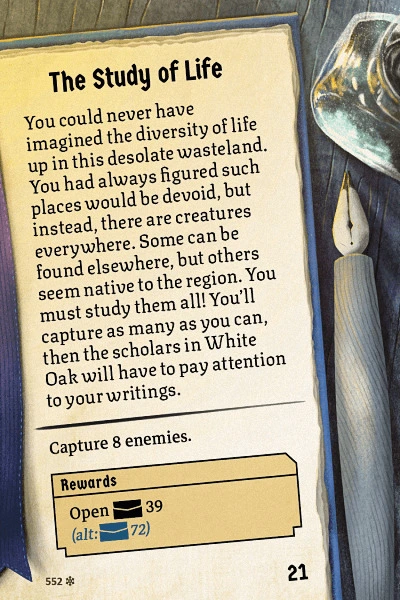 The Study of Life
You could never have
imagined the diversity of life
up in this desolate wasteland.
You had always figured such
places would be devoid, but
instead, there are creatures
everywhere. Some can be
found elsewhere, but others
seem native to the region. You
must study them all! You'll
capture as many as you can,
then the scholars in White
Oak will have to pay attention
to your writings.
Capture 8 enemies.
Rewards
Open 39
(alt: 72)
552
21